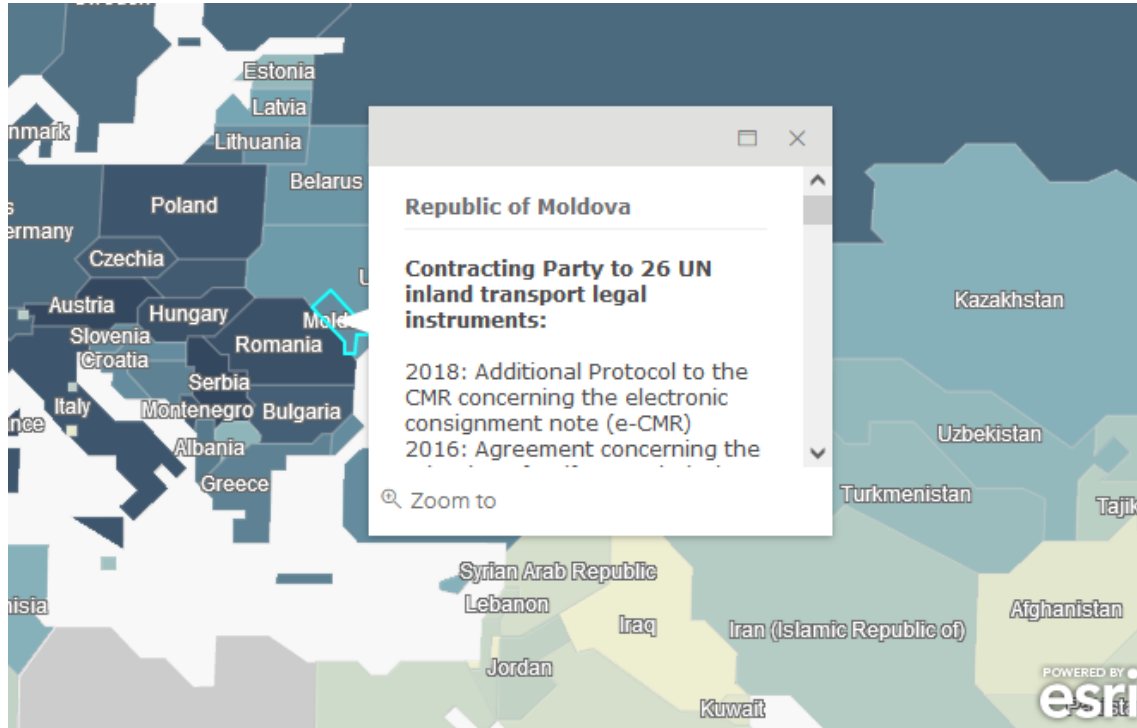 Estonia
Latvia
nmark
Lithuania
Belarus
Poland
ermany
Czechia
Austria
Hungary
Slovenia
Romania
Croatia
Serbia
Italy
Montenegro
Bulgaria
nce
Albania
Greece
Republic of Moldova
Contracting Party to 26 UN
inland transport legal
instruments:
2018: Additional Protocol to the
CMR concerning the electronic
consignment note (e-CMR)
2016: Agreement concerning the
Zoom to
Kazakhstan
Uzbekistan
Turkmenistan
Tajik
Syrian Arab Republic
Lebanon
Iraq
Iran (Islamic Republic of)
Afghanistan
Jordan
Kuwait
nisia
POWERED BY
esri